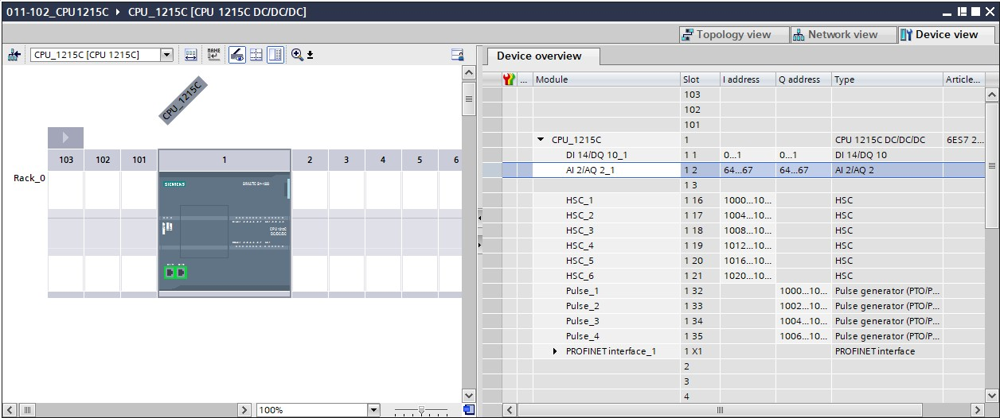 011-102_CPU1215C ▸ CPU_1215C [CPU 1215C DC/DC/DC]
Topology view Network view Device view
CPU_1215C [CPU 1215C]
Device overview
... Module Slot I address Q address Type Article...
103
102
101
CPU_1215C 1 CPU 1215C DC/DC/DC 6ES7 2...
DI 14/DQ 10_1 1 1 0...1 0...1 DI 14/DQ 10
AI 2/AQ 2_1 1 2 64...67 64...67 AI 2/AQ 2
1 3
HSC_1 1 16 1000...10... HSC
HSC_2 1 17 1004...10... HSC
HSC_3 1 18 1008...10... HSC
HSC_4 1 19 1012...10... HSC
HSC_5 1 20 1016...10... HSC
HSC_6 1 21 1020...10... HSC
Pulse_1 1 32 1000...10... Pulse generator (PTO/P...
Pulse_2 1 33 1002...10... Pulse generator (PTO/P...
Pulse_3 1 34 1004...10... Pulse generator (PTO/P...
Pulse_4 1 35 1006...10... Pulse generator (PTO/P...
PROFINET interface_1 1 X1 PROFINET interface
2
3
4
CPU_1215C
103 102 101 1 2 3 4 5 6
Rack_0
SIEMENS
CPU 1215C
DC/DC/DC
100%